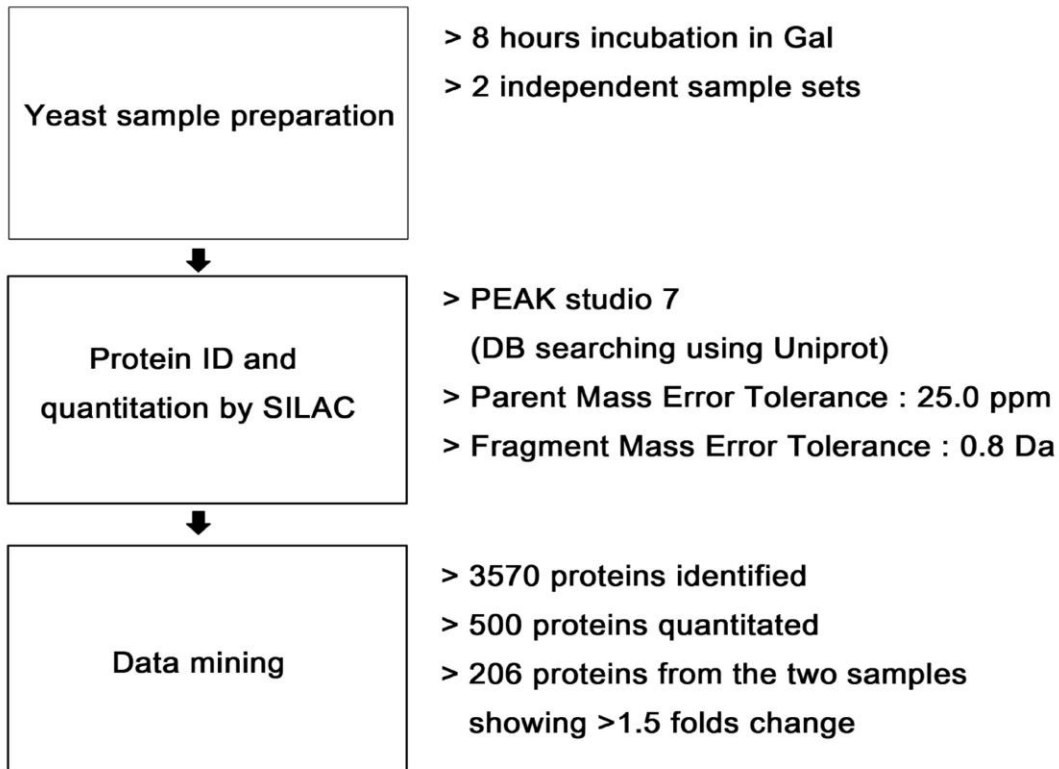 Yeast sample preparation
> 8 hours incubation in Gal
> 2 independent sample sets
Protein ID and
quantitation by SILAC
> PEAK studio 7
(DB searching using Uniprot)
> Parent Mass Error Tolerance : 25.0 ppm
> Fragment Mass Error Tolerance : 0.8 Da
Data mining
> 3570 proteins identified
> 500 proteins quantitated
> 206 proteins from the two samples
showing >1.5 folds change